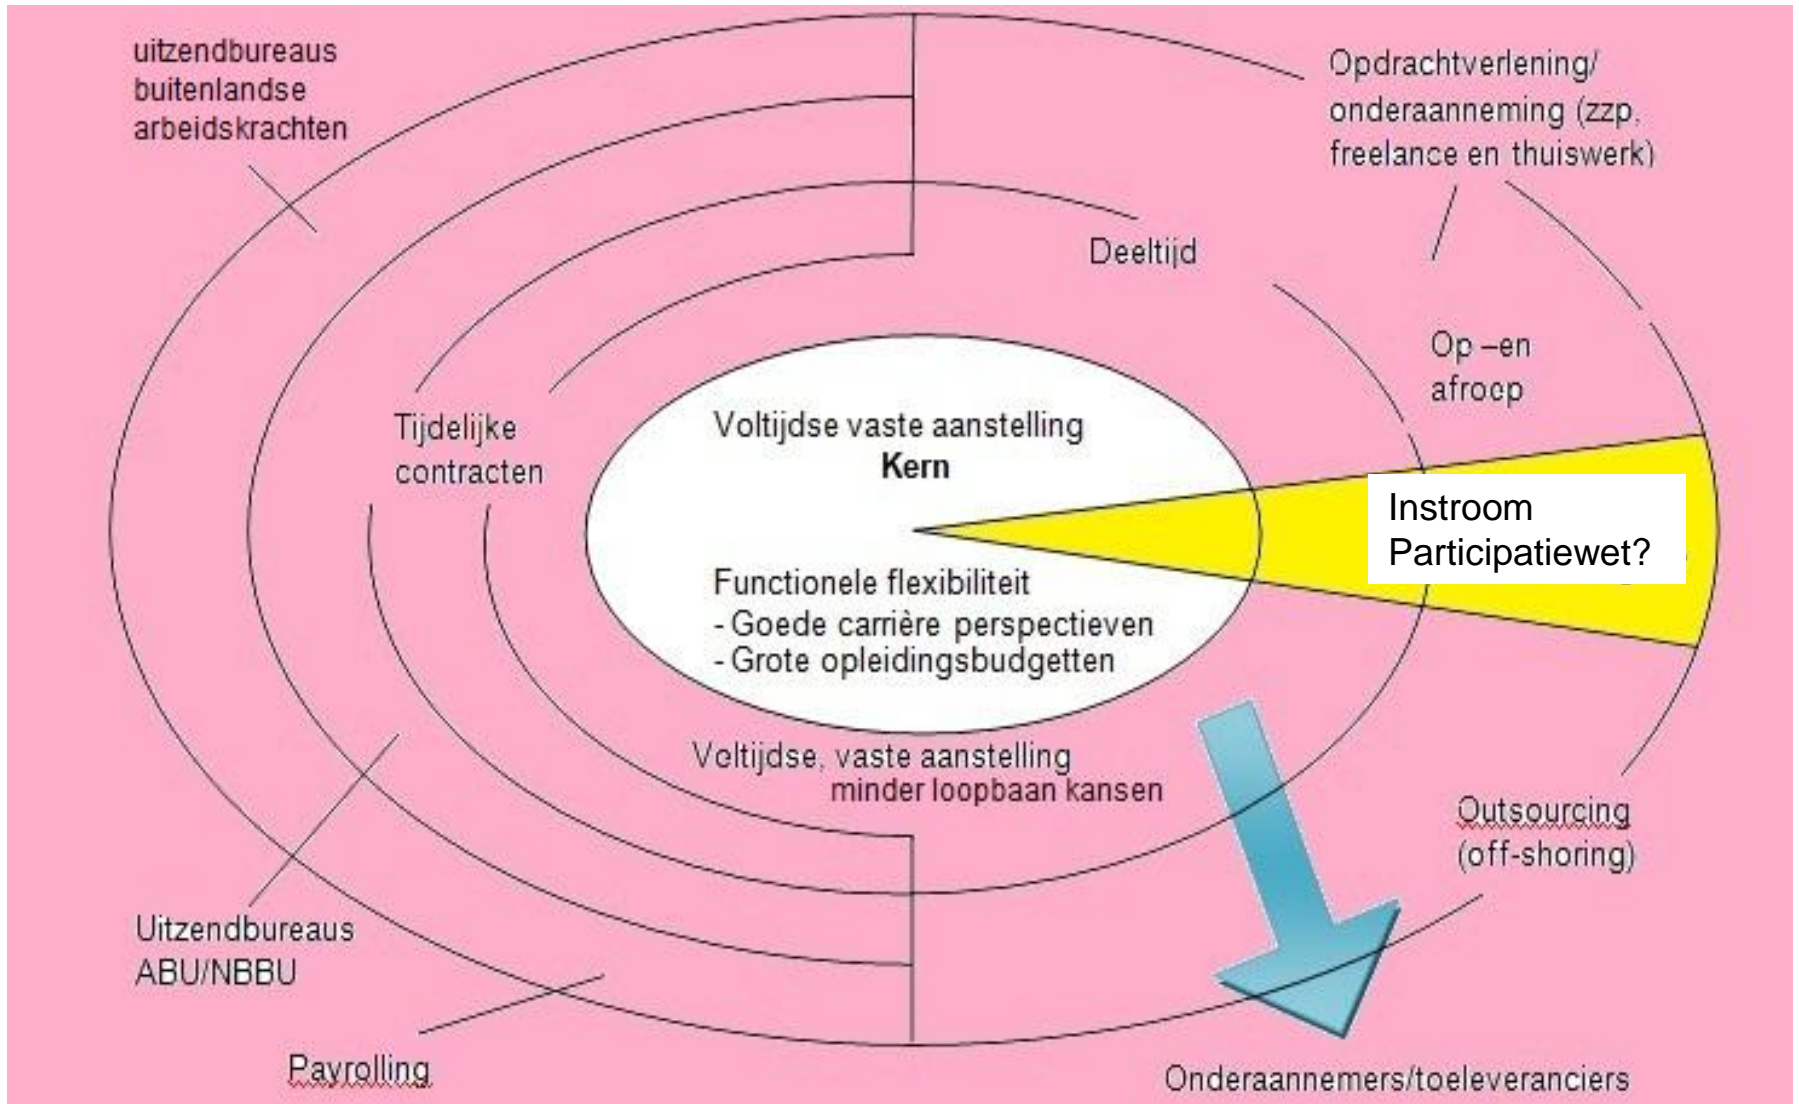 uitzendbureaus
buitenlandse
arbeidskrachten
Opdrachtverlening/
onderaanneming (zzp,
freelance en thuiswerk)
Deeltijd
Op –en
afroep
Tijdelijke
contracten
Voltijdse vaste aanstelling
Kern
Instroom
Participatiewet?
Functionele flexibiliteit
- Goede carrière perspectieven
- Grote opleidingsbudgetten
Voltijdse, vaste aanstelling
minder loopbaan kansen
Outsourcing
(off-shoring)
Uitzendbureaus
ABU/NBBU
Payrolling
Onderaannemers/toeleveranciers